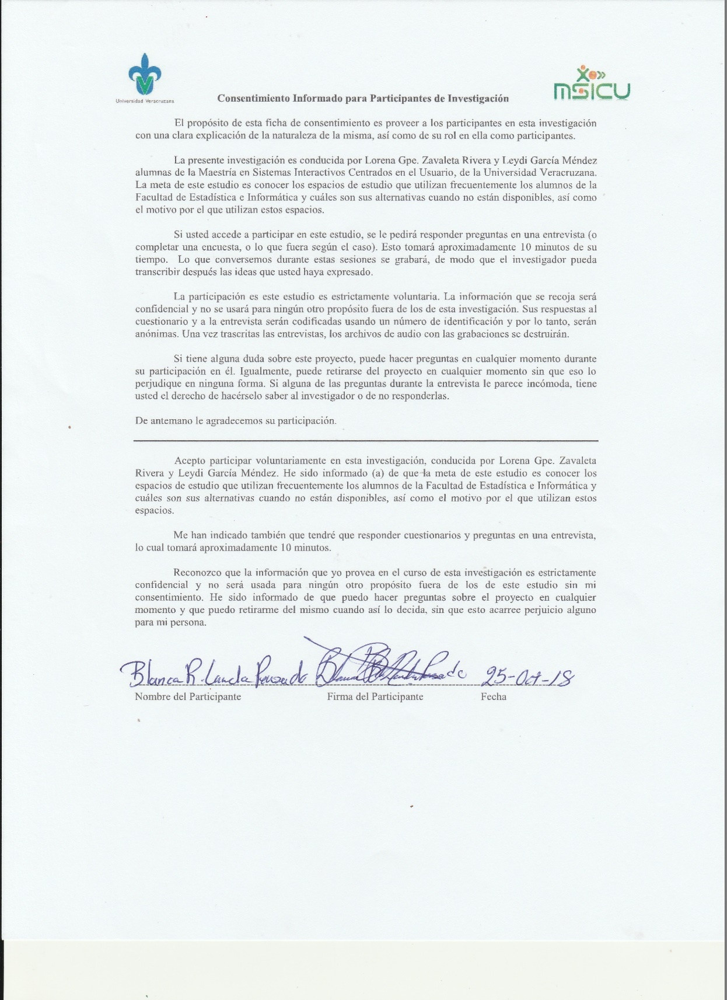 Universidad Veracruzana
MSICU
Consentimiento Informado para Participantes de Investigación
El propósito de esta ficha de consentimiento es proveer a los participantes en esta investigación
con una clara explicación de la naturaleza de la misma, así como de su rol en ella como participantes.
La presente investigación es conducida por Lorena Gpe. Zavaleta Rivera y Leydi García Méndez
alumnas de la Maestría en Sistemas Interactivos Centrados en el Usuario, de la Universidad Veracruzana.
La meta de este estudio es conocer los espacios de estudio que utilizan frecuentemente los alumnos de la
Facultad de Estadística e Informática y cuáles son sus alternativas cuando no están disponibles, así como
el motivo por el que utilizan estos espacios.
Si usted accede a participar en este estudio, se le pedirá responder preguntas en una entrevista (o
completar una encuesta, o lo que fuera según el caso). Esto tomará aproximadamente 10 minutos de su
tiempo. Lo que conversemos durante estas sesiones se grabará, de modo que el investigador pueda
transcribir después las ideas que usted haya expresado.
La participación es este estudio es estrictamente voluntaria. La información que se recoja será
confidencial y no se usará para ningún otro propósito fuera de los de esta investigación. Sus respuestas al
cuestionario y a la entrevista serán codificadas usando un número de identificación y por lo tanto, serán
anónimas. Una vez trascritas las entrevistas, los archivos de audio con las grabaciones se destruirán.
Si tiene alguna duda sobre este proyecto, puede hacer preguntas en cualquier momento durante
su participación en él. Igualmente, puede retirarse del proyecto en cualquier momento sin que eso lo
perjudique en ninguna forma. Si alguna de las preguntas durante la entrevista le parece incómoda, tiene
usted el derecho de hacérselo saber al investigador o de no responderlas.
De antemano le agradecemos su participación.
Acepto participar voluntariamente en esta investigación, conducida por Lorena Gpe. Zavaleta
Rivera y Leydi García Méndez. He sido informado (a) de que la meta de este estudio es conocer los
espacios de estudio que utilizan frecuentemente los alumnos de la Facultad de Estadística e Informática y
cuáles son sus alternativas cuando no están disponibles, así como el motivo por el que utilizan estos
espacios.
Me han indicado también que tendré que responder cuestionarios y preguntas en una entrevista,
lo cual tomará aproximadamente 10 minutos.
Reconozco que la información que yo provea en el curso de esta investigación es estrictamente
confidencial y no será usada para ningún otro propósito fuera de los de este estudio sin mi
consentimiento. He sido informado de que puedo hacer preguntas sobre el proyecto en cualquier
momento y que puedo retirarme del mismo cuando así lo decida, sin que esto acarree perjuicio alguno
para mi persona.
Blanca R. Landa 25-Oct-18
Nombre del Participante Firma del Participante Fecha